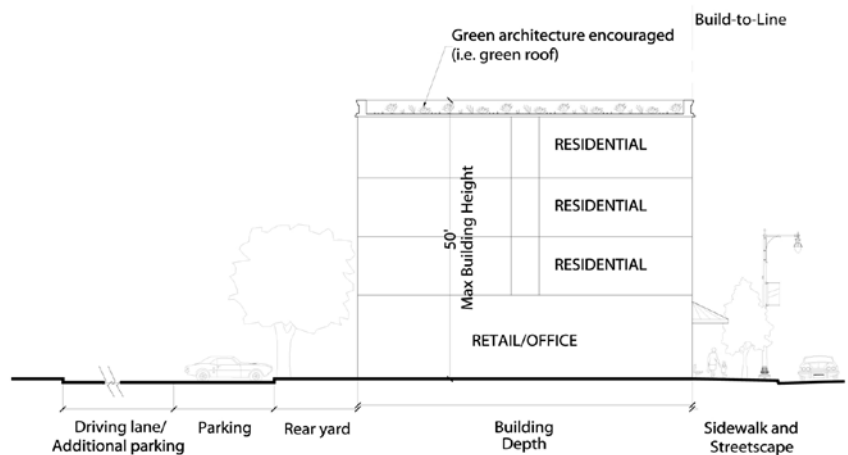 Build-to-Line
Green architecture encouraged
(i.e. green roof)
RESIDENTIAL
RESIDENTIAL
RESIDENTIAL
50'
Max Building Height
RETAIL/OFFICE
Driving lane/
Additional parking
Parking
Rear yard
Building
Depth
Sidewalk and
Streetscape